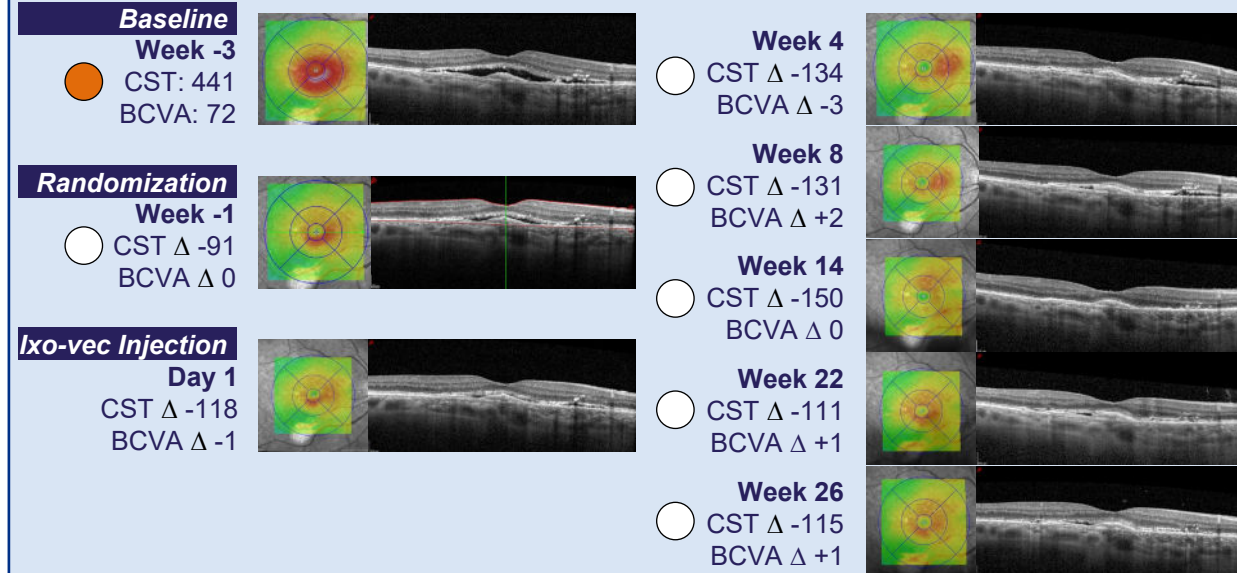 Baseline
Week -3
CST: 441
BCVA: 72
Randomization
Week -1
CST Δ -91
BCVA Δ 0
Ixo-vec Injection
Day 1
CST Δ -118
BCVA Δ -1
Week 4
CST Δ -134
BCVA Δ -3
Week 8
CST Δ -131
BCVA Δ +2
Week 14
CST Δ -150
BCVA Δ 0
Week 22
CST Δ -111
BCVA Δ +1
Week 26
CST Δ -115
BCVA Δ +1